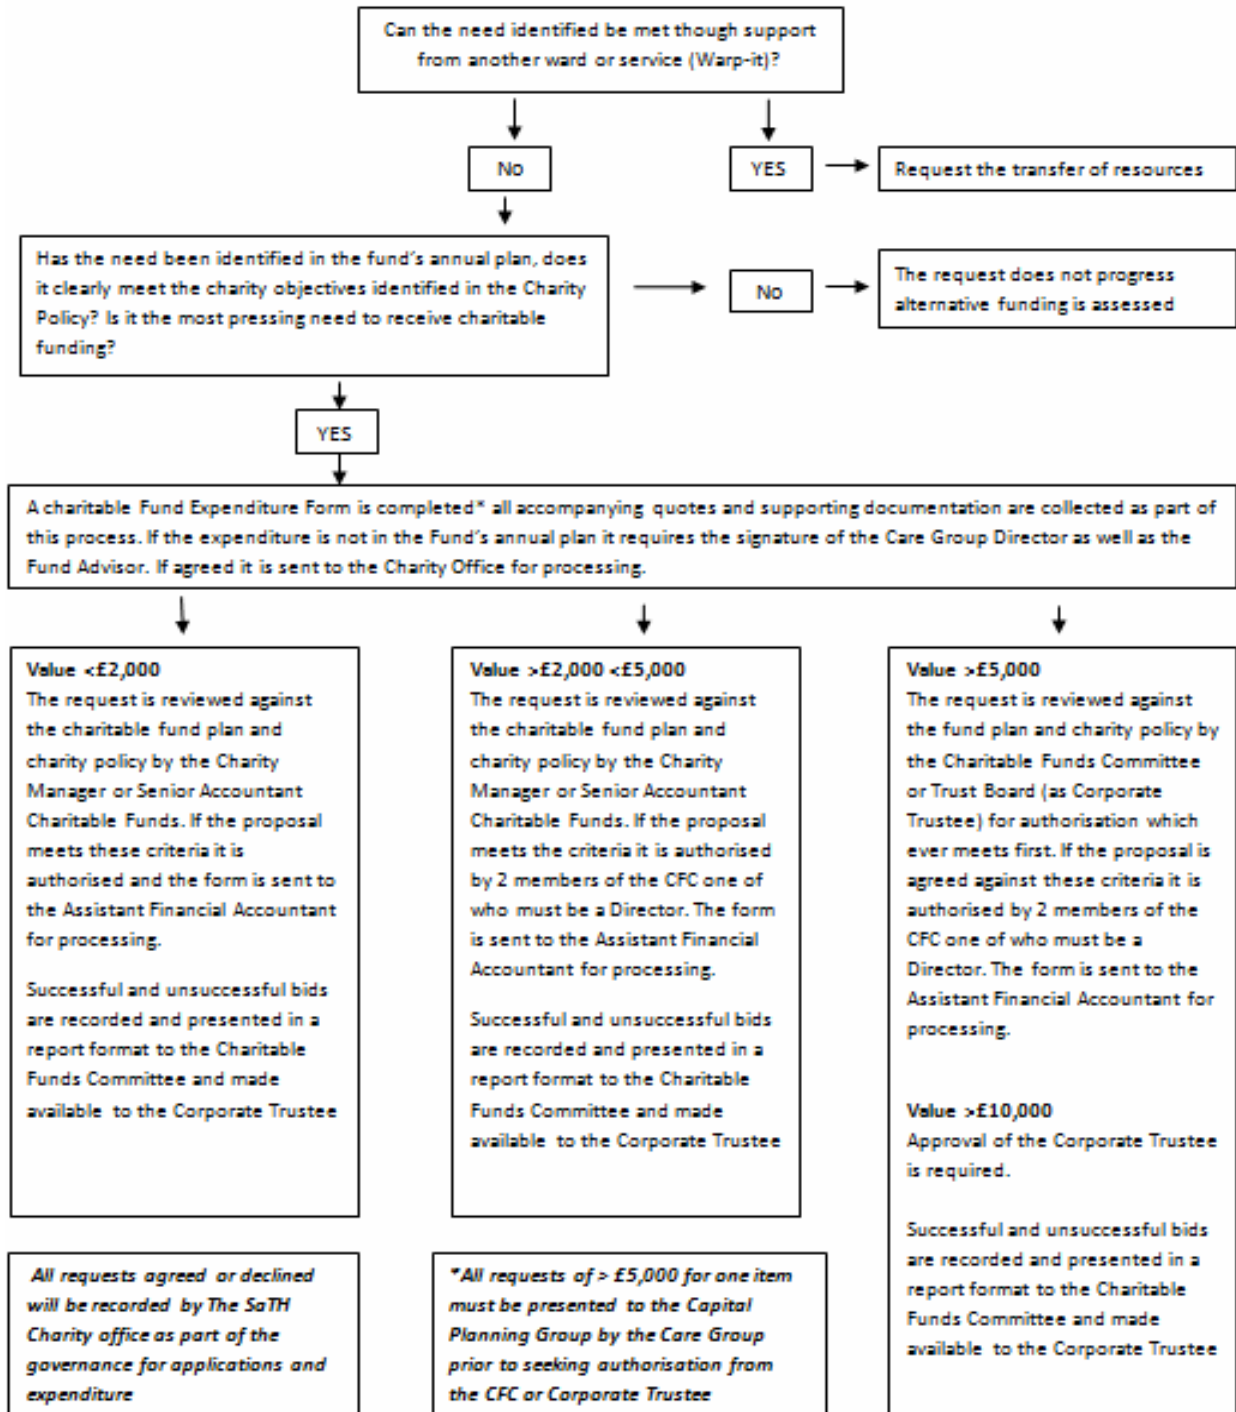 Can the need identified be met though support
from another ward or service (Warp-it)?
No
YES
Request the transfer of resources
Has the need been identified in the fund's annual plan, does
it clearly meet the charity objectives identified in the Charity
Policy? Is it the most pressing need to receive charitable
funding?
No
The request does not progress
alternative funding is assessed
YES
A charitable Fund Expenditure Form is completed* all accompanying quotes and supporting documentation are collected as part of
this process. If the expenditure is not in the Fund's annual plan it requires the signature of the Care Group Director as well as the
Fund Advisor. If agreed it is sent to the Charity Office for processing.
Value <£2,000
The request is reviewed against
the charitable fund plan and
charity policy by the Charity
Manager or Senior Accountant
Charitable Funds. If the proposal
meets these criteria it is
authorised and the form is sent to
the Assistant Financial Accountant
for processing.
Successful and unsuccessful bids
are recorded and presented in a
report format to the Charitable
Funds Committee and made
available to the Corporate Trustee
Value >£2,000 <£5,000
The request is reviewed against
the charitable fund plan and
charity policy by the Charity
Manager or Senior Accountant
Charitable Funds. If the proposal
meets the criteria it is authorised
by 2 members of the CFC one of
who must be a Director. The form
is sent to the Assistant Financial
Accountant for processing.
Successful and unsuccessful bids
are recorded and presented in a
report format to the Charitable
Funds Committee and made
available to the Corporate Trustee
Value >£5,000
The request is reviewed against
the fund plan and charity policy by
the Charitable Funds Committee
or Trust Board (as Corporate
Trustee) for authorisation which
ever meets first. If the proposal is
agreed against these criteria it is
authorised by 2 members of the
CFC one of who must be a
Director. The form is sent to the
Assistant Financial Accountant for
processing.
Value >£10,000
Approval of the Corporate Trustee
is required.
Successful and unsuccessful bids
are recorded and presented in a
report format to the Charitable
Funds Committee and made
available to the Corporate Trustee
All requests agreed or declined
will be recorded by The SaTH
Charity office as part of the
governance for applications and
expenditure
*All requests of > £5,000 for one item
must be presented to the Capital
Planning Group by the Care Group
prior to seeking authorisation from
the CFC or Corporate Trustee